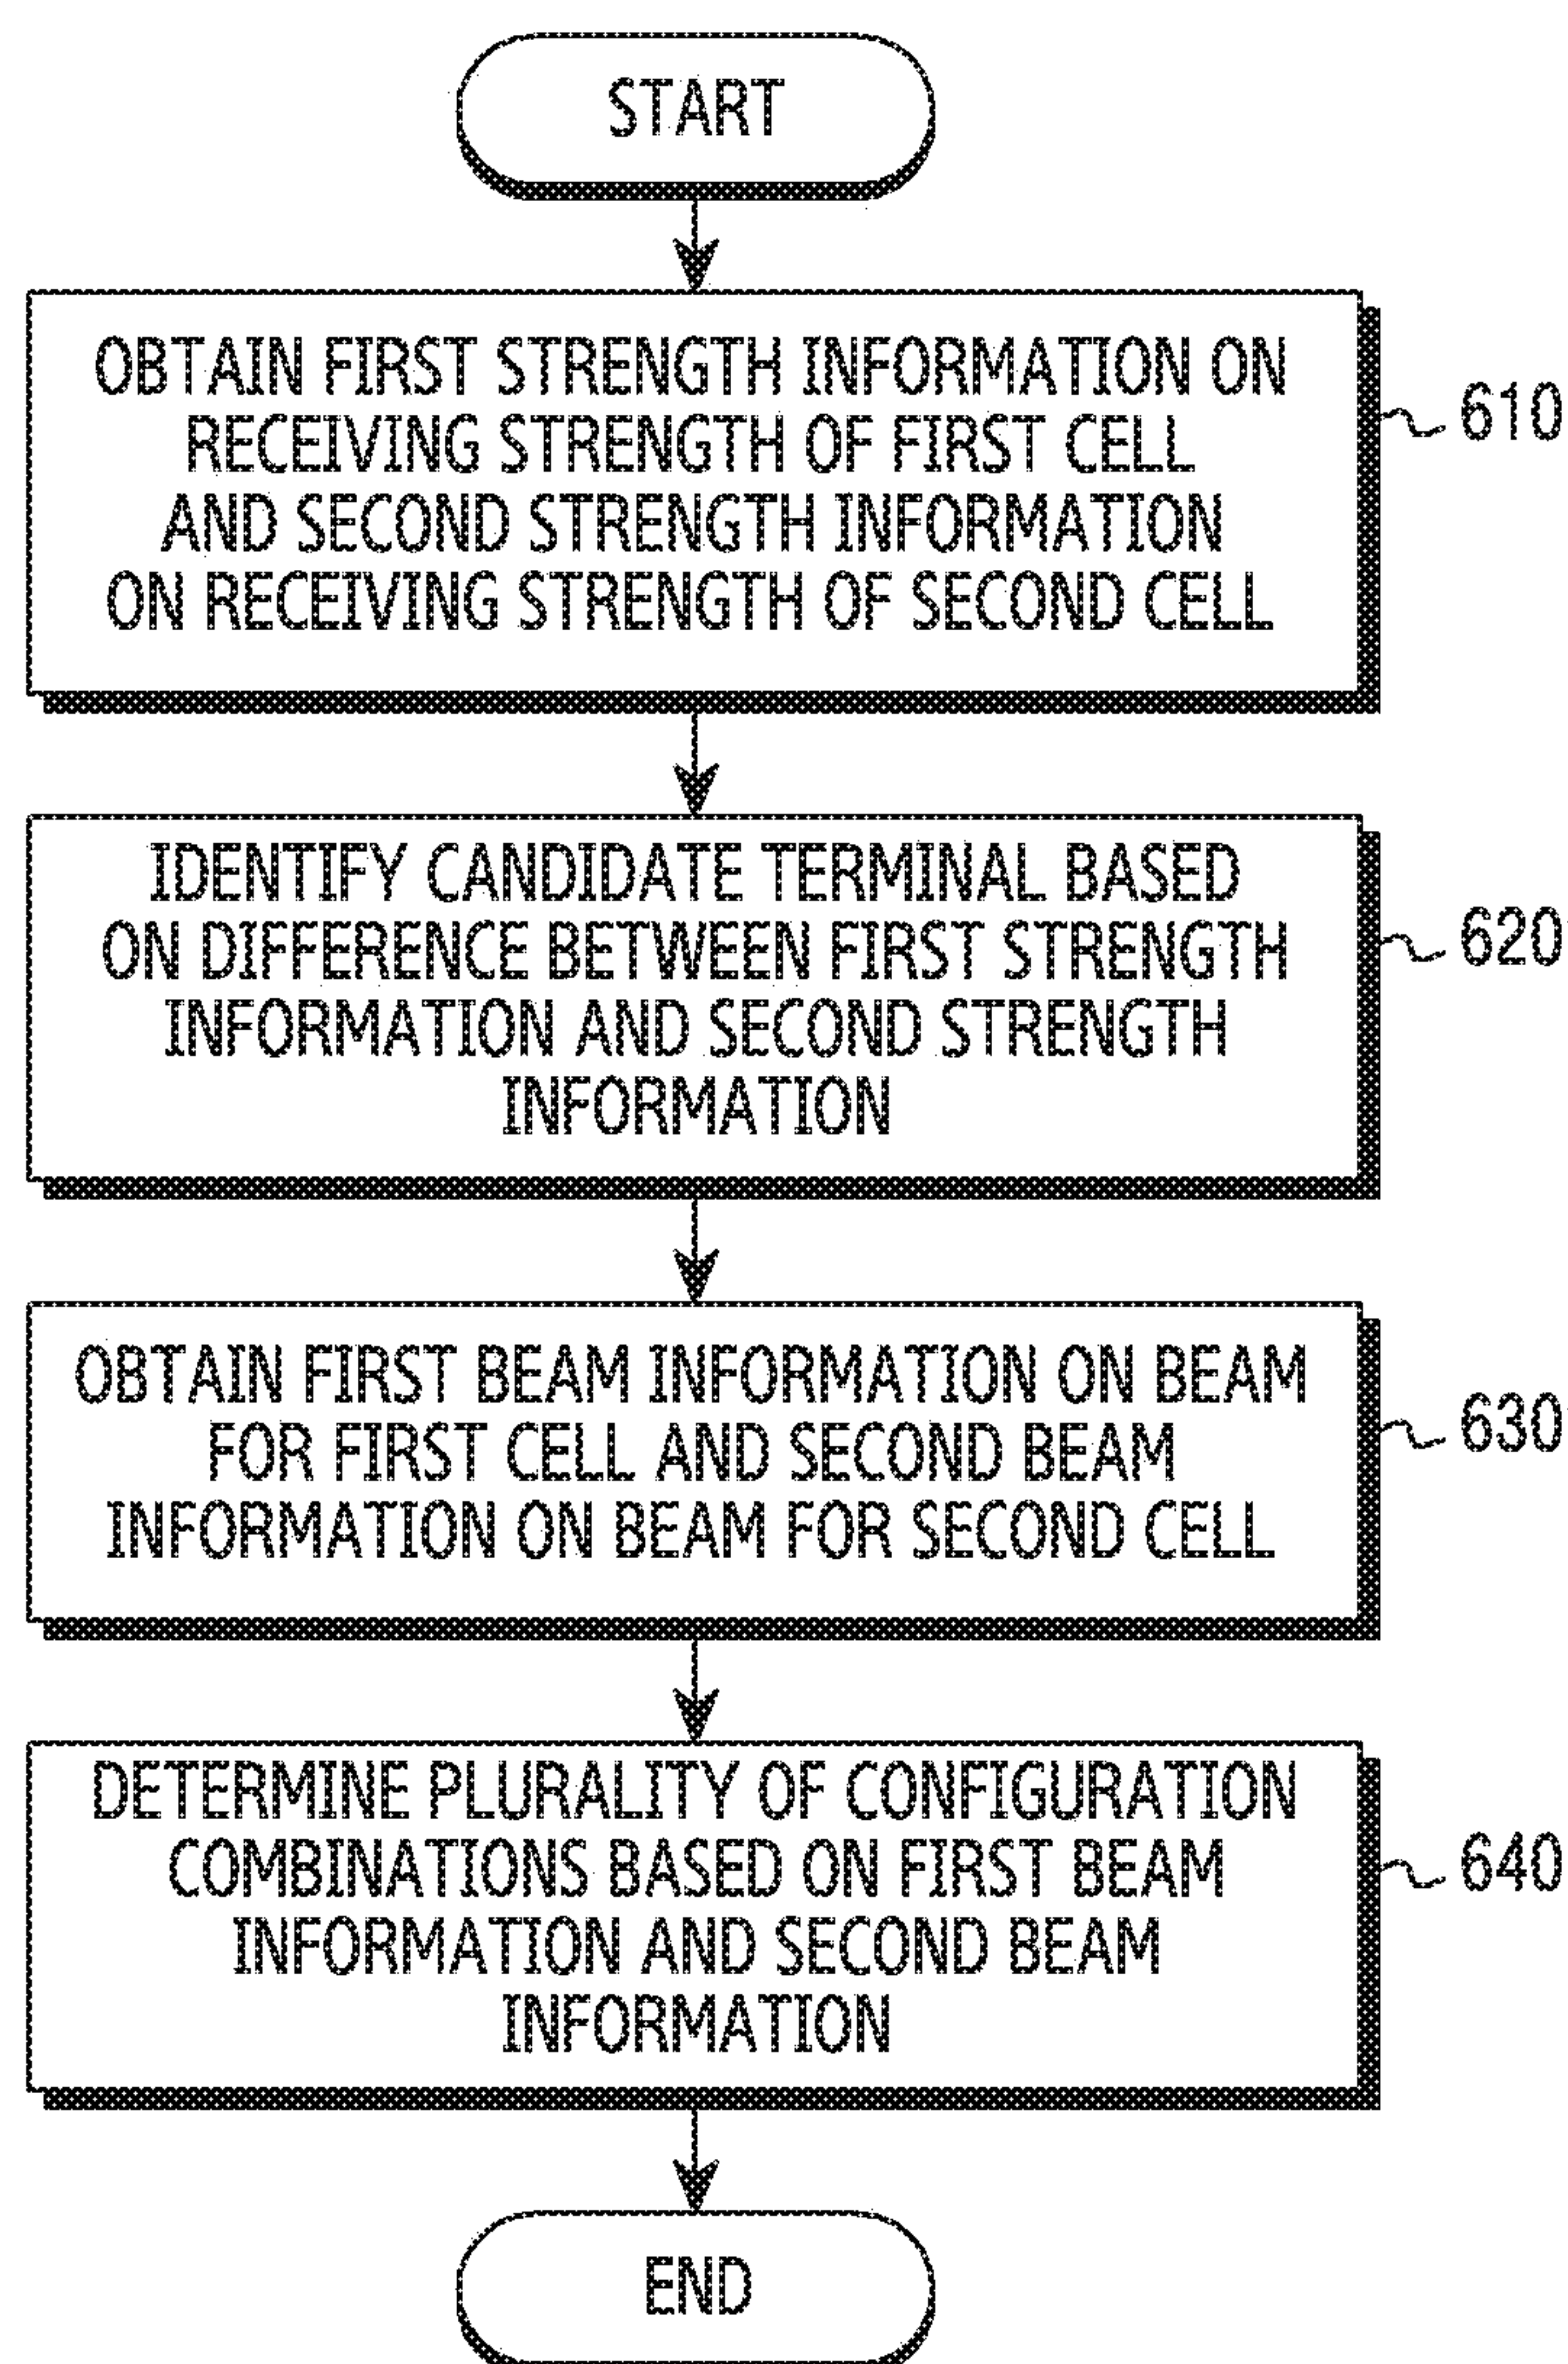 START
OBTAIN FIRST STRENGTH INFORMATION ON
RECEIVING STRENGTH OF FIRST CELL
AND SECOND STRENGTH INFORMATION
ON RECEIVING STRENGTH OF SECOND CELL
610
IDENTIFY CANDIDATE TERMINAL BASED
ON DIFFERENCE BETWEEN FIRST STRENGTH
INFORMATION AND SECOND STRENGTH
INFORMATION
620
OBTAIN FIRST BEAM INFORMATION ON BEAM
FOR FIRST CELL AND SECOND BEAM
INFORMATION ON BEAM FOR SECOND CELL
630
DETERMINE PLURALITY OF CONFIGURATION
COMBINATIONS BASED ON FIRST BEAM
INFORMATION AND SECOND BEAM
INFORMATION
640
END